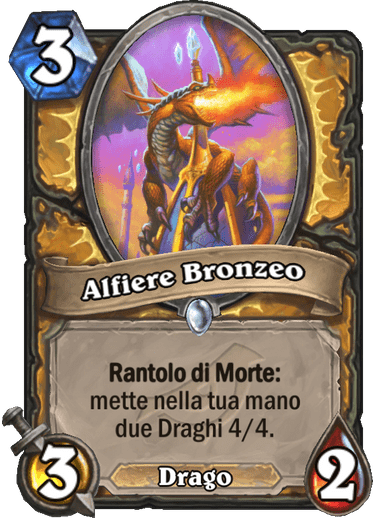 3
Alfiere Bronzeo
Rantolo di Morte:
mette nella tua mano
due Draghi 4/4.
3
Drago
2